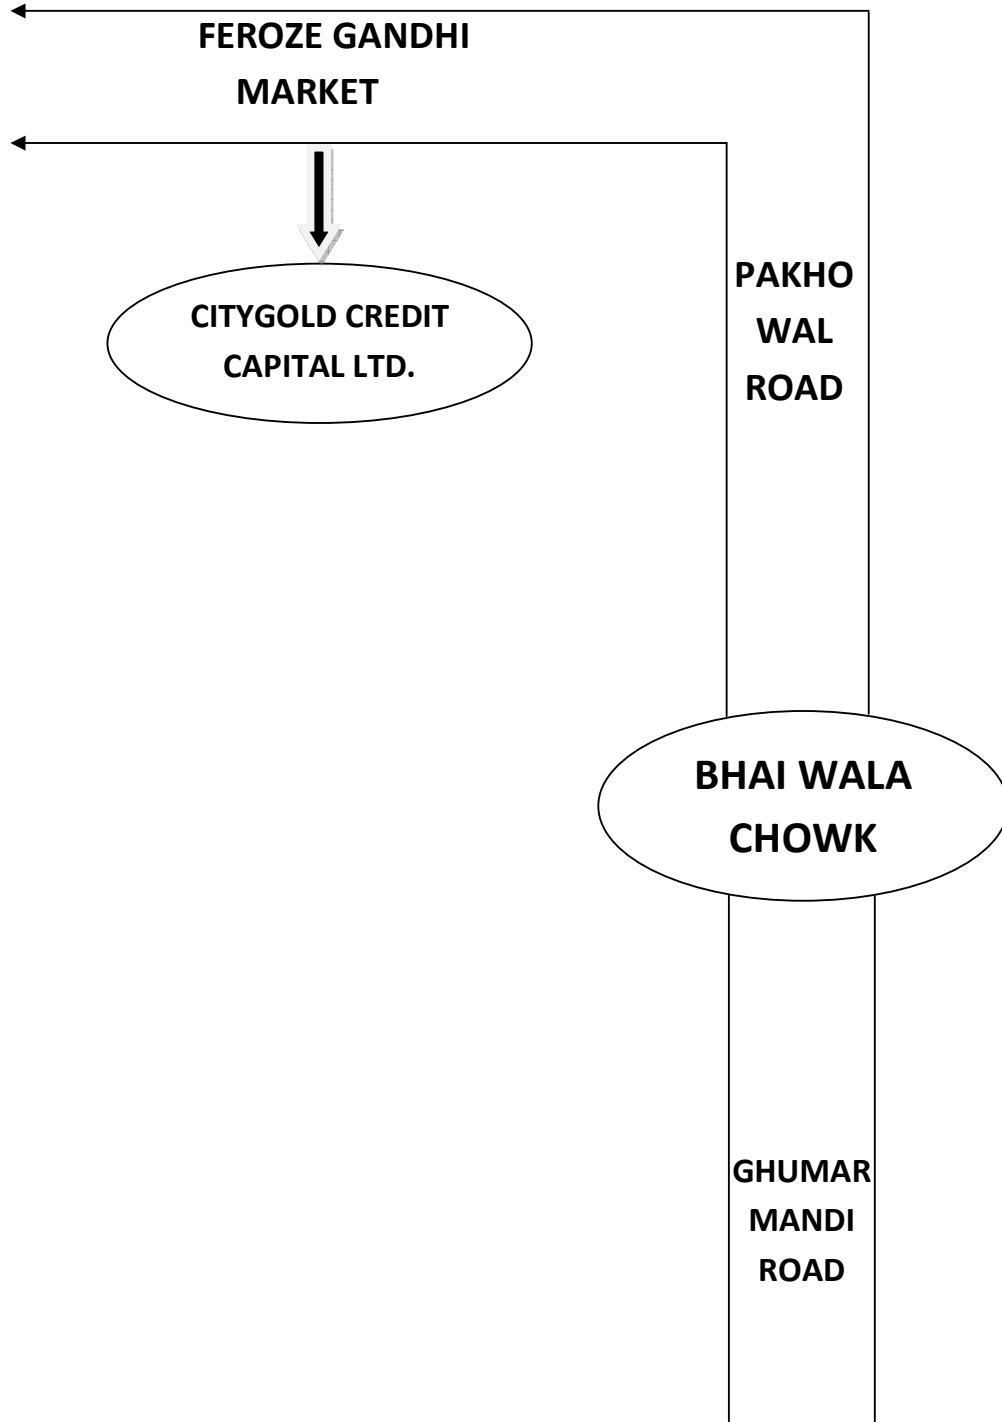 FEROZE GANDHI
MARKET
CITYGOLD CREDIT
CAPITAL LTD.
PAKHO
WAL
ROAD
BHAI WALA
CHOWK
GHUMAR
MANDI
ROAD